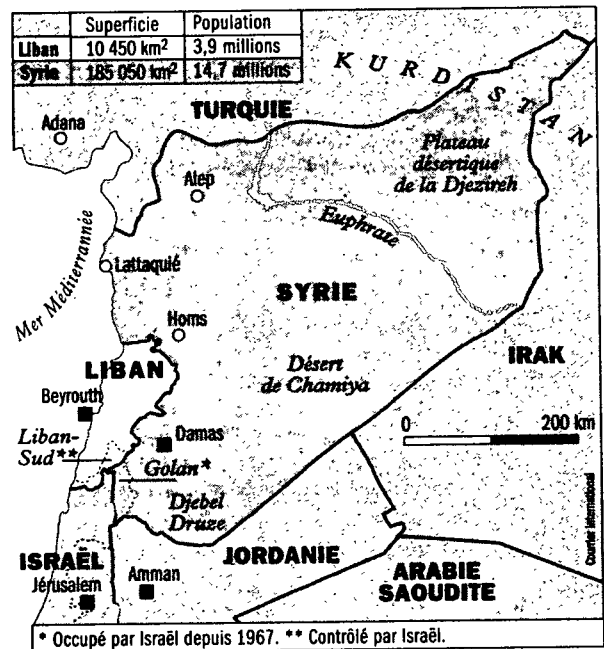 Superficie Population
Liban 10 450 km² 3,9 millions
Syrie 185 050 km² 14,7 millions
KURDISTAN
TURQUIE
Adana
Plateau
désertique
de la Djezireh
Alep
Euphrate
Mer Méditerrannée
Lattaquié
SYRIE
Homs
IRAK
LIBAN
Désert
de Chamiya
Beyrouth
0 200 km
Liban-
Sud**
Damas
Golan*
Djebel
Druze
Courrier international
ISRAËL
JORDANIE
Jérusalem
Amman
ARABIE
SAOUDITE
* Occupé par Israël depuis 1967. ** Contrôlé par Israël.